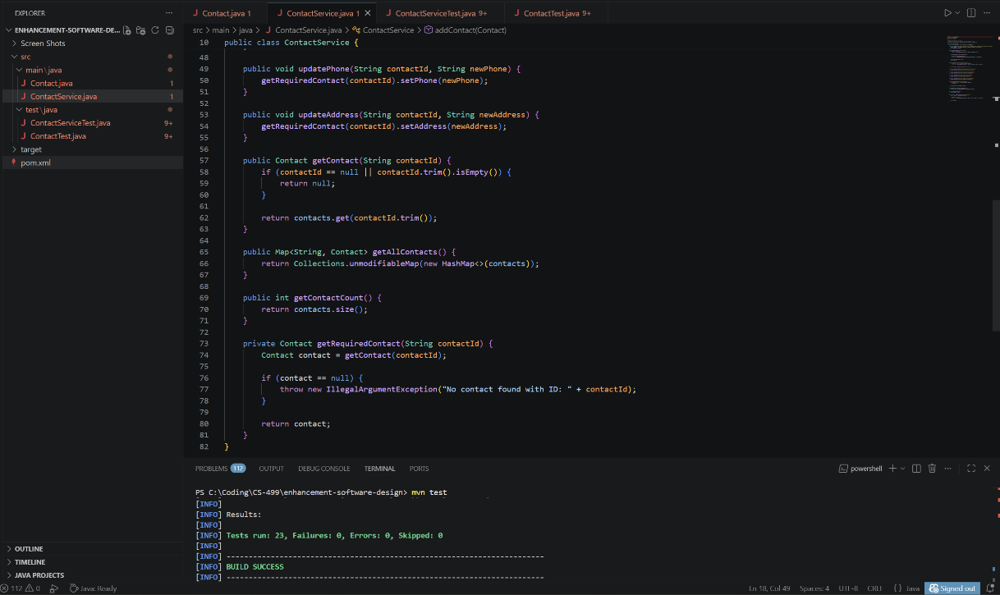 EXPLORER
Contact.java 1
ContactService.java 1
ContactServiceTest.java 9+
ContactTest.java 9+
ENHANCEMENT-SOFTWARE-DE...
src > main > java > ContactService.java > ContactService > addContact(Contact)
Screen Shots
src
main \ java
Contact.java 1
ContactService.java 1
test \ java
ContactServiceTest.java 9+
ContactTest.java 9+
target
pom.xml
OUTLINE
TIMELINE
JAVA PROJECTS
10 public class ContactService {
48
49 public void updatePhone(String contactId, String newPhone) {
50 getRequiredContact(contactId).setPhone(newPhone);
51 }
52
53 public void updateAddress(String contactId, String newAddress) {
54 getRequiredContact(contactId).setAddress(newAddress);
55 }
56
57 public Contact getContact(String contactId) {
58 if (contactId == null || contactId.trim().isEmpty()) {
59 return null;
60 }
61
62 return contacts.get(contactId.trim());
63 }
64
65 public Map<String, Contact> getAllContacts() {
66 return Collections.unmodifiableMap(new HashMap<>(contacts));
67 }
68
69 public int getContactCount() {
70 return contacts.size();
71 }
72
73 private Contact getRequiredContact(String contactId) {
74 Contact contact = getContact(contactId);
75
76 if (contact == null) {
77 throw new IllegalArgumentException("No contact found with ID: " + contactId);
78 }
79
80 return contact;
81 }
82 }
PROBLEMS 112 OUTPUT DEBUG CONSOLE TERMINAL PORTS
powershell
PS C:\Coding\CS-499\enhancement-software-design> mvn test
[INFO]
[INFO] Results:
[INFO]
[INFO] Tests run: 23, Failures: 0, Errors: 0, Skipped: 0
[INFO]
[INFO] ------------------------------------------------------------------------
[INFO] BUILD SUCCESS
[INFO] ------------------------------------------------------------------------
112 0 Java: Ready
Ln 18, Col 49 Spaces: 4 UTF-8 CRLF {} Java Signed out